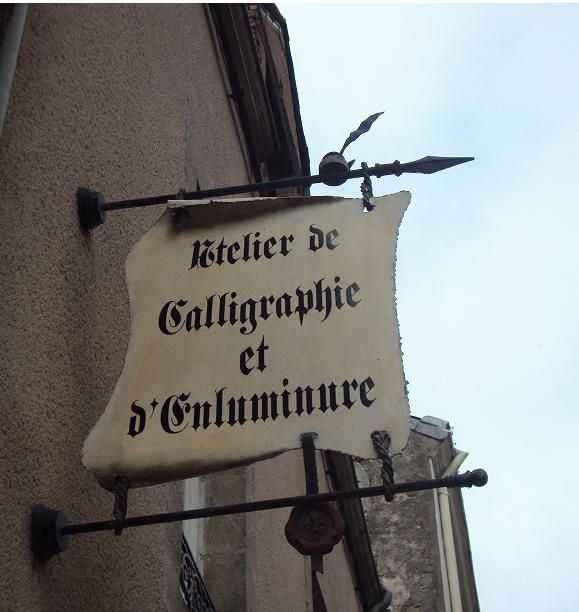 Atelier de
Calligraphie
et
d'Enluminure